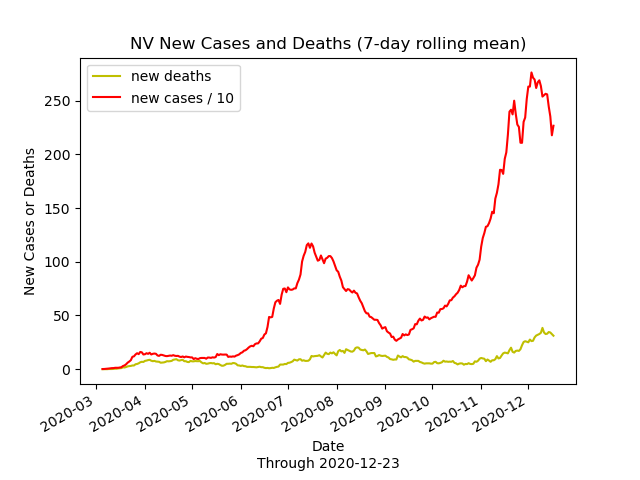 NV New Cases and Deaths (7-day rolling mean)
new deaths
new cases / 10
250
200
150
100
50
0
New Cases or Deaths
2020-03
2020-04
2020-05
2020-06
2020-07
2020-08
2020-09
2020-10
2020-11
2020-12
Date
Through 2020-12-23